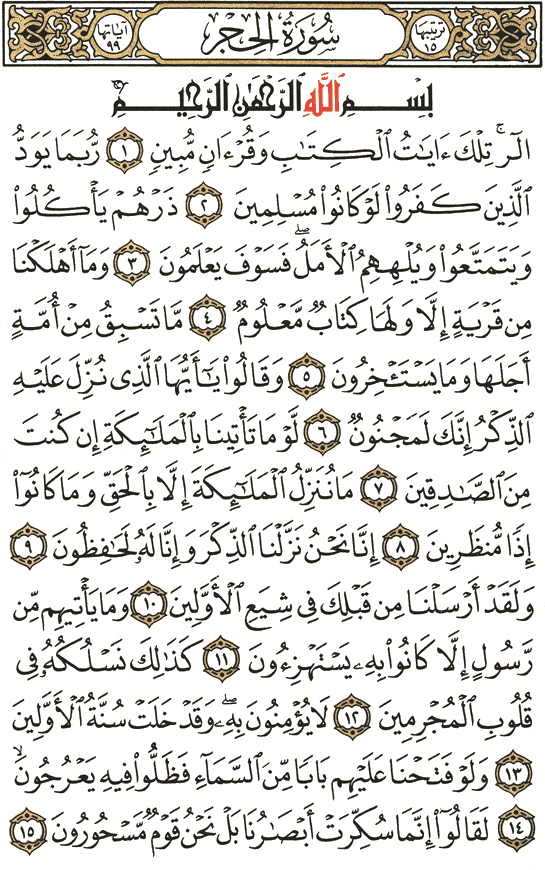 ترتيبها ١٥ سُورَةُ الحِجْرِ آياتها ٩٩
بِسْمِ ٱللَّهِ ٱلرَّحْمَٰنِ ٱلرَّحِيمِ
الٓر ۚ تِلْكَ ءَايَٰتُ ٱلْكِتَٰبِ وَقُرْءَانٍ مُّبِينٍ ١ رُّبَمَا يَوَدُّ
ٱلَّذِينَ كَفَرُوا۟ لَوْ كَانُوا۟ مُسْلِمِينَ ٢ ذَرْهُمْ يَأْكُلُوا۟
وَيَتَمَتَّعُوا۟ وَيُلْهِهِمُ ٱلْأَمَلُ ۖ فَسَوْفَ يَعْلَمُونَ ٣ وَمَآ أَهْلَكْنَا
مِن قَرْيَةٍ إِلَّا وَلَهَا كِتَابٌ مَّعْلُومٌ ٤ مَّا تَسْبِقُ مِنْ أُمَّةٍ
أَجَلَهَا وَمَا يَسْتَـْٔخِرُونَ ٥ وَقَالُوا۟ يَٰٓأَيُّهَا ٱلَّذِى نُزِّلَ عَلَيْهِ
ٱلذِّكْرُ إِنَّكَ لَمَجْنُونٌ ٦ لَّوْ مَا تَأْتِينَا بِٱلْمَلَٰٓئِكَةِ إِن كُنتَ
مِنَ ٱلصَّٰدِقِينَ ٧ مَا نُنَزِّلُ ٱلْمَلَٰٓئِكَةَ إِلَّا بِٱلْحَقِّ وَمَا كَانُوٓا۟
إِذًا مُّنظَرِينَ ٨ إِنَّا نَحْنُ نَزَّلْنَا ٱلذِّكْرَ وَإِنَّا لَهُۥ لَحَٰفِظُونَ ٩
وَلَقَدْ أَرْسَلْنَا مِن قَبْلِكَ فِى شِيَعِ ٱلْأَوَّلِينَ ١٠ وَمَا يَأْتِيهِم مِّن
رَّسُولٍ إِلَّا كَانُوا۟ بِهِۦ يَسْتَهْزِءُونَ ١١ كَذَٰلِكَ نَسْلُكُهُۥ فِى
قُلُوبِ ٱلْمُجْرِمِينَ ١٢ لَا يُؤْمِنُونَ بِهِۦ ۖ وَقَدْ خَلَتْ سُنَّةُ ٱلْأَوَّلِينَ
١٣ وَلَوْ فَتَحْنَا عَلَيْهِم بَابًا مِّنَ ٱلسَّمَآءِ فَظَلُّوا۟ فِيهِ يَعْرُجُونَ ۙ
١٤ لَقَالُوٓا۟ إِنَّمَا سُكِّرَتْ أَبْصَٰرُنَا بَلْ نَحْنُ قَوْمٌ مَّسْحُورُونَ ١٥